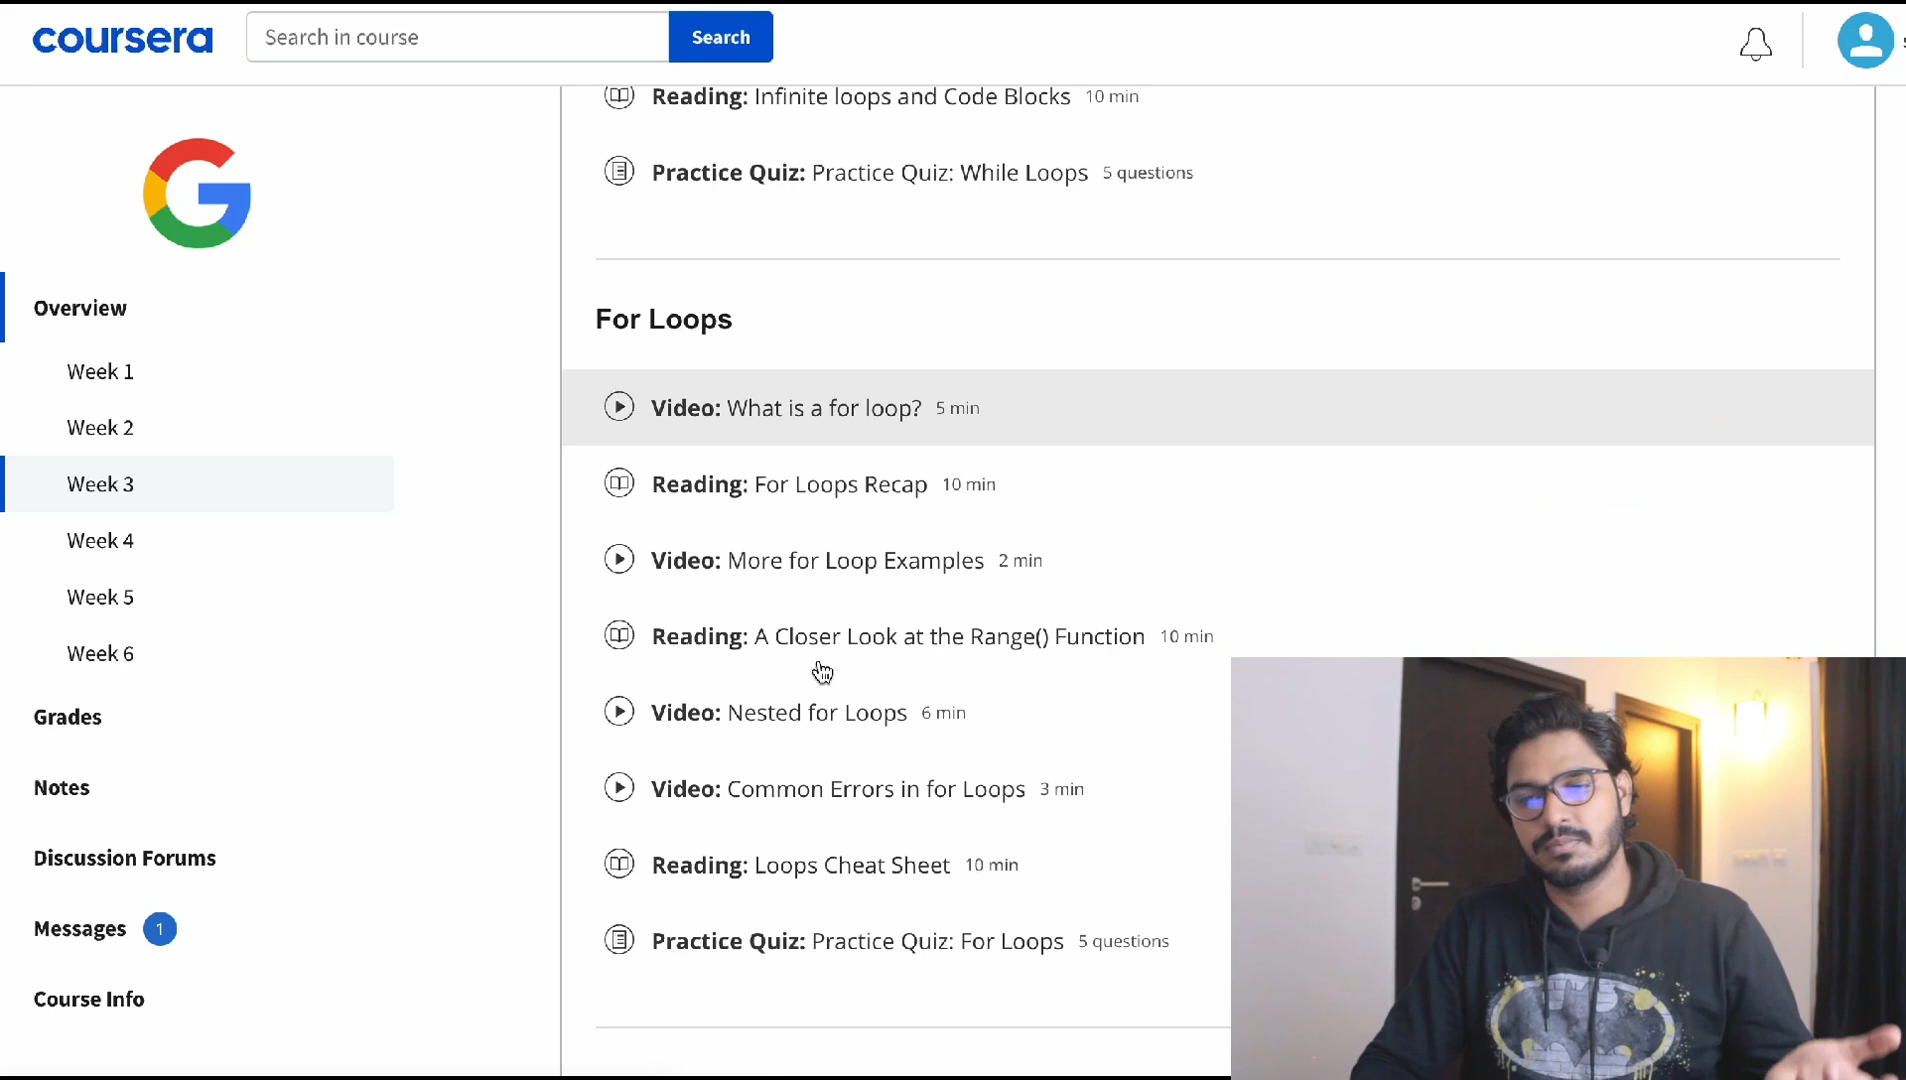 coursera
Search in course
Search
s
Reading: Infinite loops and Code Blocks 10 min
Practice Quiz: Practice Quiz: While Loops 5 questions
Overview
Week 1
Week 2
Week 3
Week 4
Week 5
Week 6
Grades
Notes
Discussion Forums
Messages 1
Course Info
For Loops
Video: What is a for loop? 5 min
Reading: For Loops Recap 10 min
Video: More for Loop Examples 2 min
Reading: A Closer Look at the Range() Function 10 min
Video: Nested for Loops 6 min
Video: Common Errors in for Loops 3 min
Reading: Loops Cheat Sheet 10 min
Practice Quiz: Practice Quiz: For Loops 5 questions